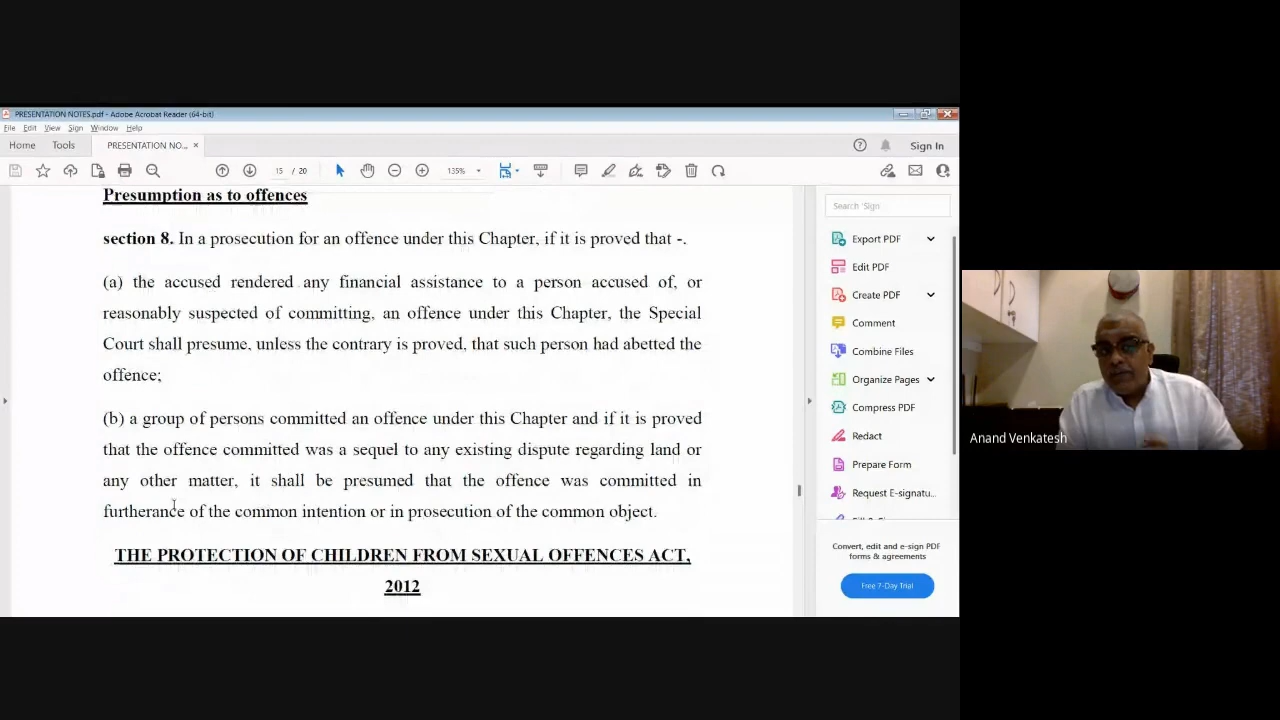 PRESENTATION NOTES.pdf - Adobe Acrobat Reader (64-bit)
File Edit View Sign Window Help
Home Tools PRESENTATION NO... × Sign In
15 / 20 135%
Presumption as to offences
section 8. In a prosecution for an offence under this Chapter, if it is proved that -.
(a) the accused rendered any financial assistance to a person accused of, or
reasonably suspected of committing, an offence under this Chapter, the Special
Court shall presume, unless the contrary is proved, that such person had abetted the
offence;
(b) a group of persons committed an offence under this Chapter and if it is proved
that the offence committed was a sequel to any existing dispute regarding land or
any other matter, it shall be presumed that the offence was committed in
furtherance of the common intention or in prosecution of the common object.
THE PROTECTION OF CHILDREN FROM SEXUAL OFFENCES ACT,
2012
Search 'Sign'
Export PDF
Edit PDF
Create PDF
Comment
Combine Files
Organize Pages
Compress PDF
Redact
Prepare Form
Request E-signatu...
Convert, edit and e-sign PDF
forms & agreements
Free 7-Day Trial
Anand Venkatesh